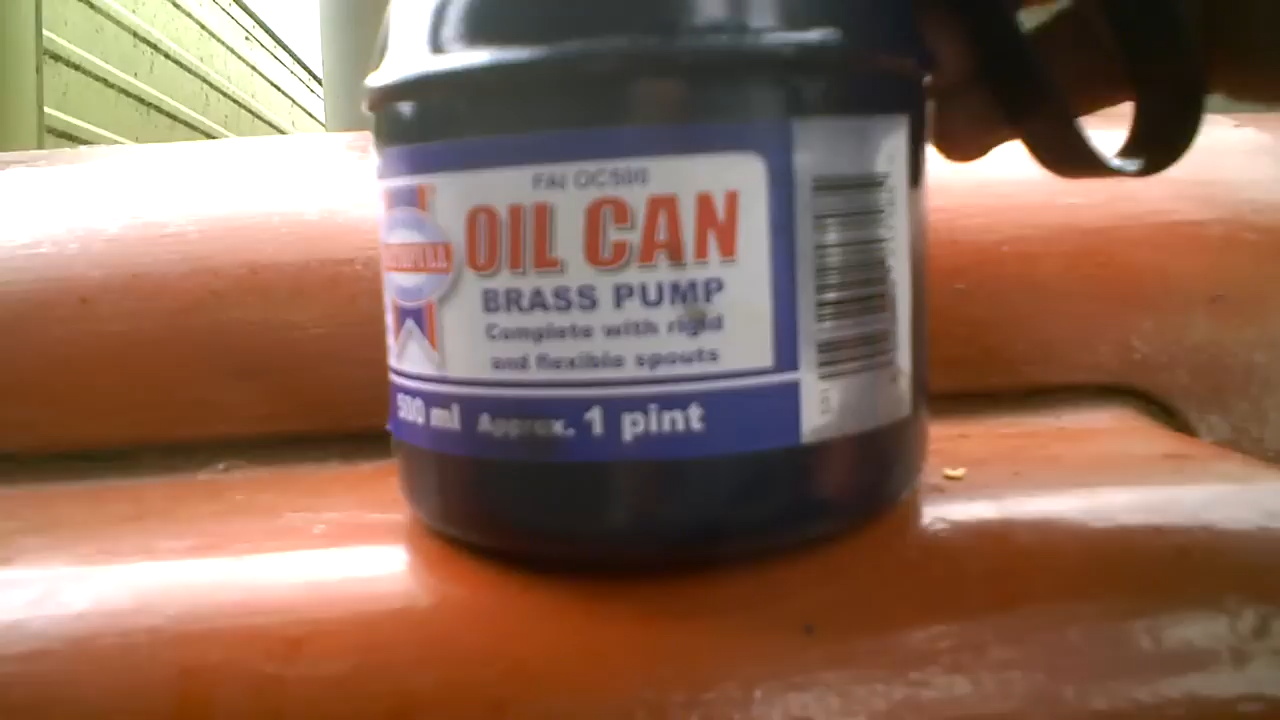 FAI OC500
OIL CAN
BRASS PUMP
Complete with rigid
and flexible spouts
500 ml Approx. 1 pint